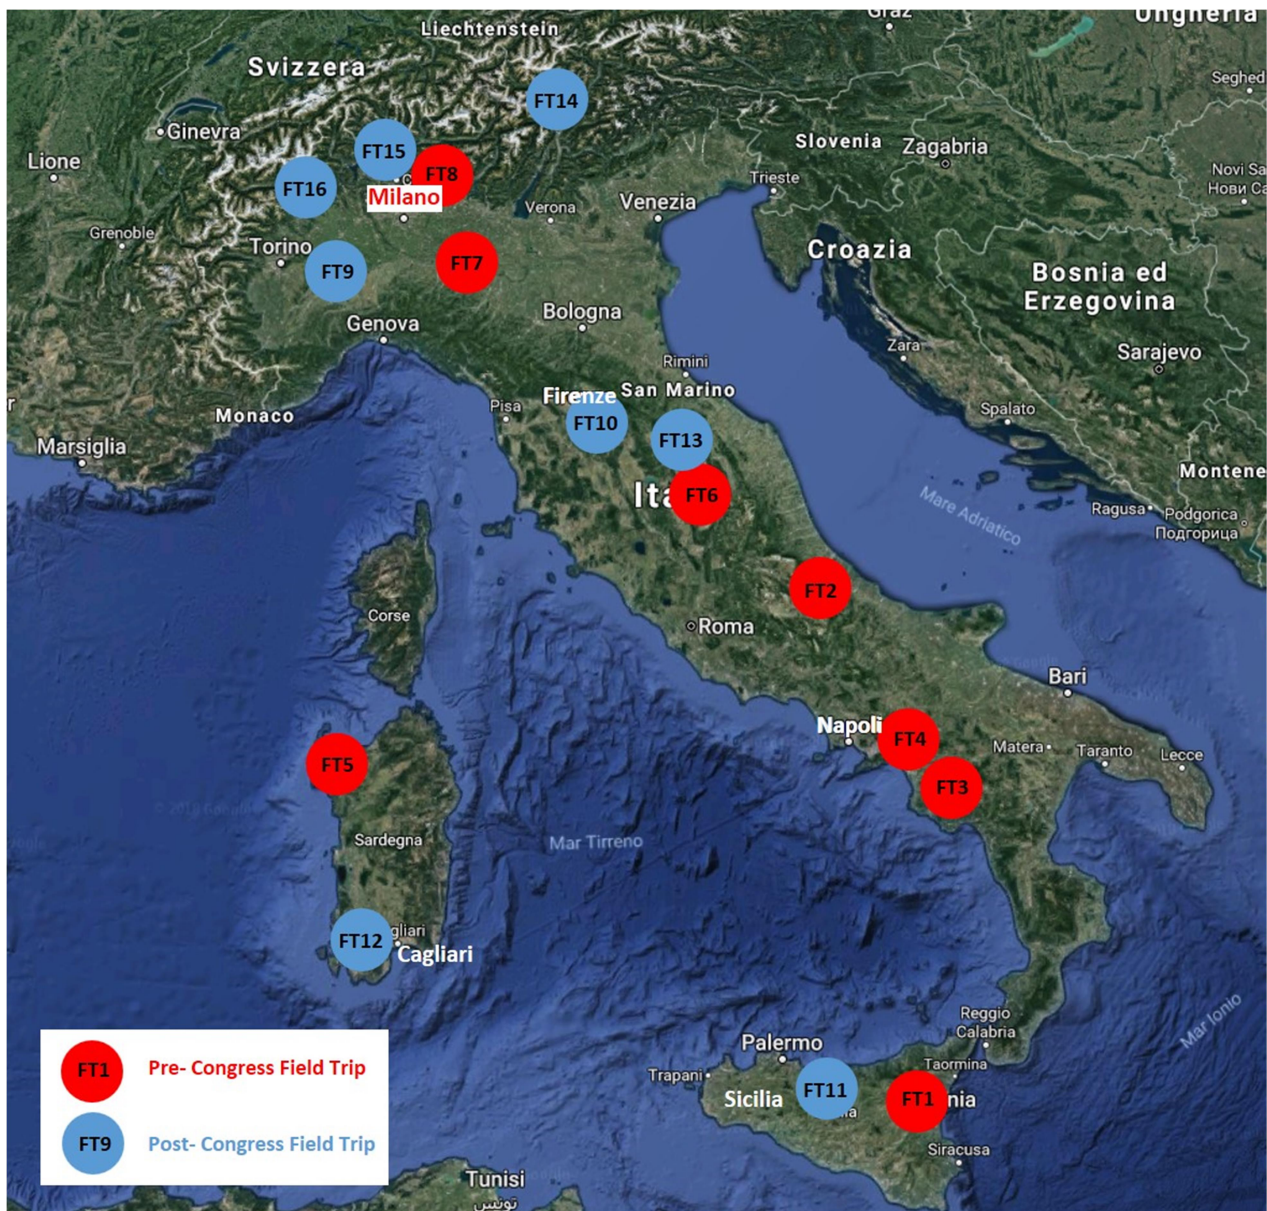 Graz
Ungheria
Liechtenstein
Svizzera
Seghed
FT14
Ginevra
Slovenia
Zagabria
Lione
FT15
FT8
Novi Sa
Нови Са
Trieste
FT16
Milano
Verona
Venezia
Grenoble
Torino
FT9
FT7
Croazia
Bosnia ed
Erzegovina
Genova
Bologna
Zara
Sarajevo
Rimini
Firenze
San Marino
Monaco
Pisa
Spalato
FT10
FT13
Marsiglia
Montene
Ita
FT6
Mare Adriatico
Ragusa
Podgorica
Подгорица
FT2
Corse
Roma
Bari
Napoli
FT4
Matera
Taranto
Lecce
FT5
FT3
Sardegna
Mar Tirreno
FT12
gliari
Cagliari
Mar Ionio
Reggio
Calabria
Palermo
Taormina
Trapani
FT11
Sicilia
FT1
nia
Siracusa
FT1 Pre- Congress Field Trip
FT9 Post- Congress Field Trip
Tunisi
تونس